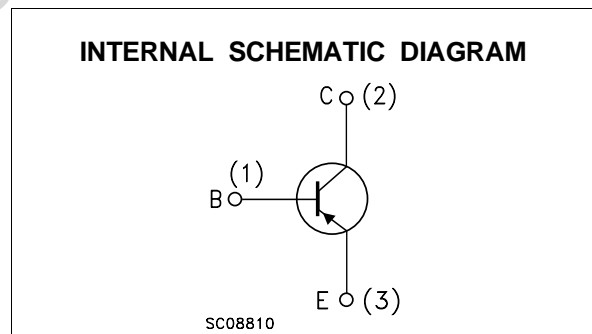 INTERNAL SCHEMATIC DIAGRAM
C (2)
(1)
B
E (3)
SC08810